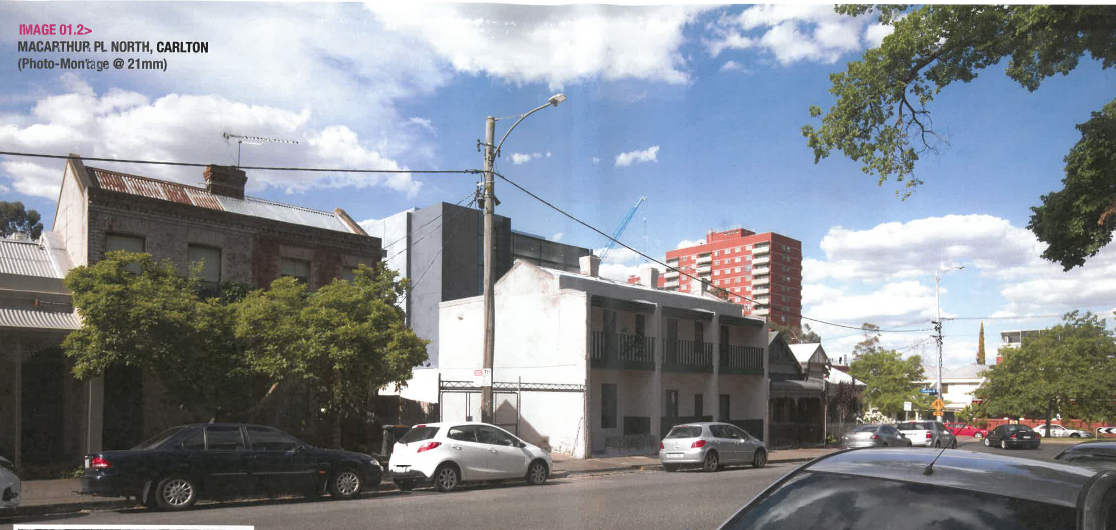 IMAGE 01.2>
MACARTHUR PL NORTH, CARLTON
(Photo-Montage @ 21mm)